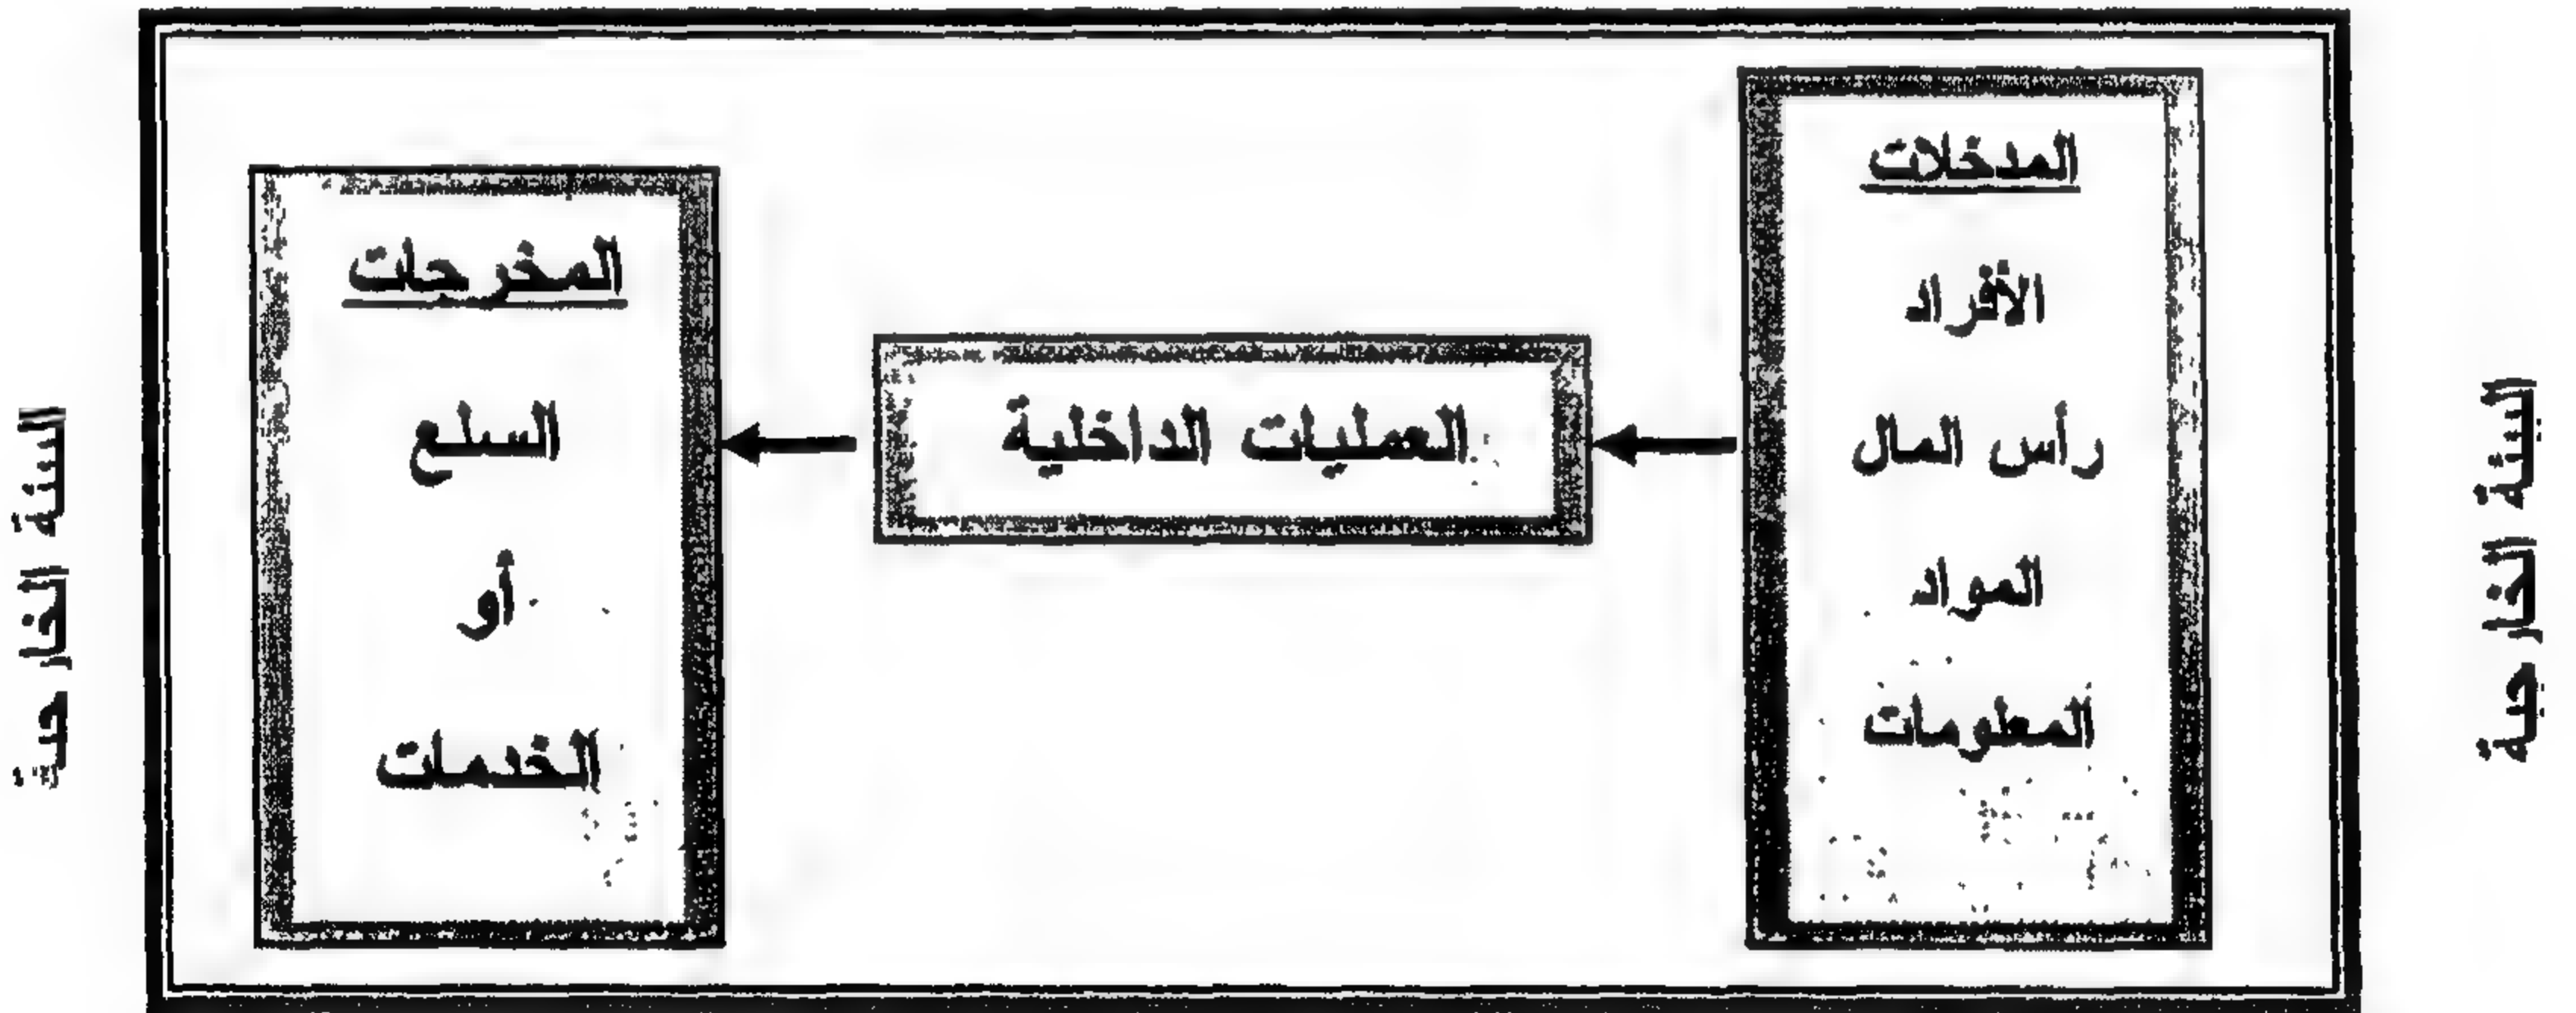 البيئة الخارجية
المدخلات
الأفراد
رأس المال
المواد
المعلومات
العمليات الداخلية
المخرجات
السلع
أو
الخدمات
البيئة الخارجية